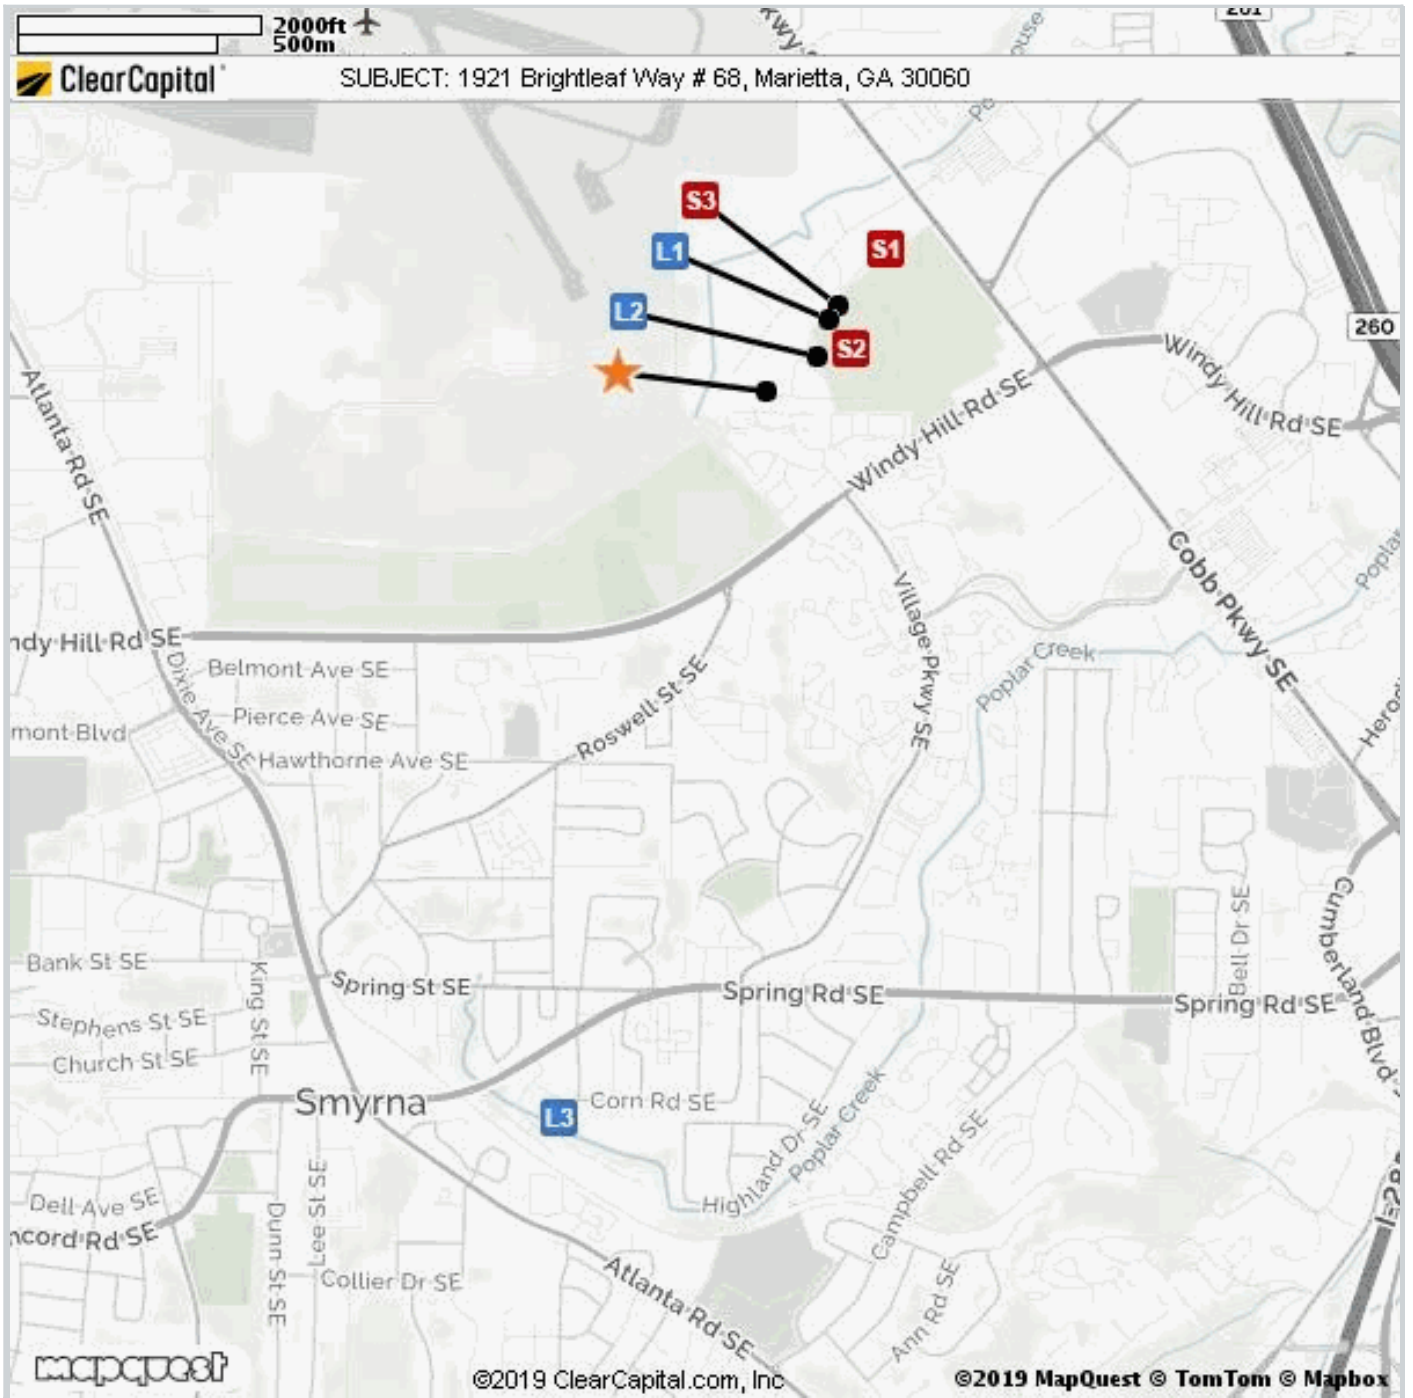 2000ft
500m
ClearCapital
SUBJECT: 1921 Brightleaf Way # 68, Marietta, GA 30060
S3
S1
L1
L2
S2
260
Windy Hill Rd SE
Windy Hill Rd SE
Atlanta Rd SE
Cobb Pkwy SE
Village Pkwy SE
Poplar Creek
ndy Hill Rd SE
Dixie Ave SE
Belmont Ave SE
Pierce Ave SE
mont Blvd
Hawthorne Ave SE
Roswell St SE
Bell Dr SE
Cumberland Blvd
Bank St SE
King St SE
Spring St SE
Spring Rd SE
Spring Rd SE
Stephens St SE
Church St SE
Smyrna
L3
Corn Rd SE
Highland Dr SE
Poplar Creek
Campbell Rd SE
Dell Ave SE
ncord Rd SE
Dunn St SE
Lee St SE
Collier Dr SE
Atlanta Rd SE
Ann Rd SE
mapquest
©2019 ClearCapital.com, Inc
©2019 MapQuest © TomTom © Mapbox